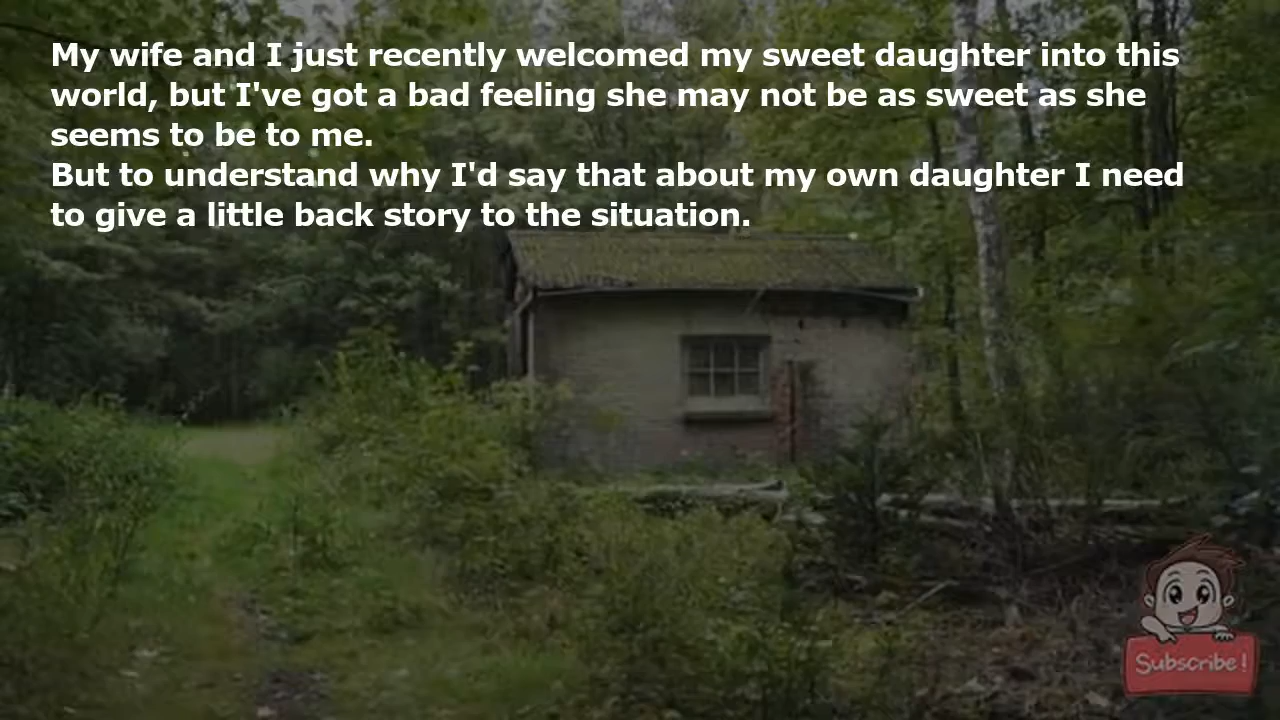 My wife and I just recently welcomed my sweet daughter into this
world, but I've got a bad feeling she may not be as sweet as she
seems to be to me.
But to understand why I'd say that about my own daughter I need
to give a little back story to the situation.
Subscribe!